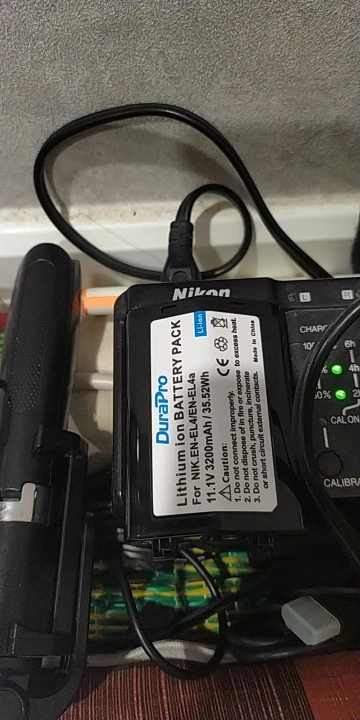 Nikon
L R
DuraPro
Lithium Ion BATTERY PACK
For NIK.EN-EL4/EN-EL4a
11.1V 3200mAh / 35.52Wh
Li-ion
Caution:
1. Do not connect improperly.
2. Do not dispose of in fire or expose to excess heat.
3. Do not crush, puncture, incinerate
or short circuit external contacts.
CE
Made in China
6h
4h